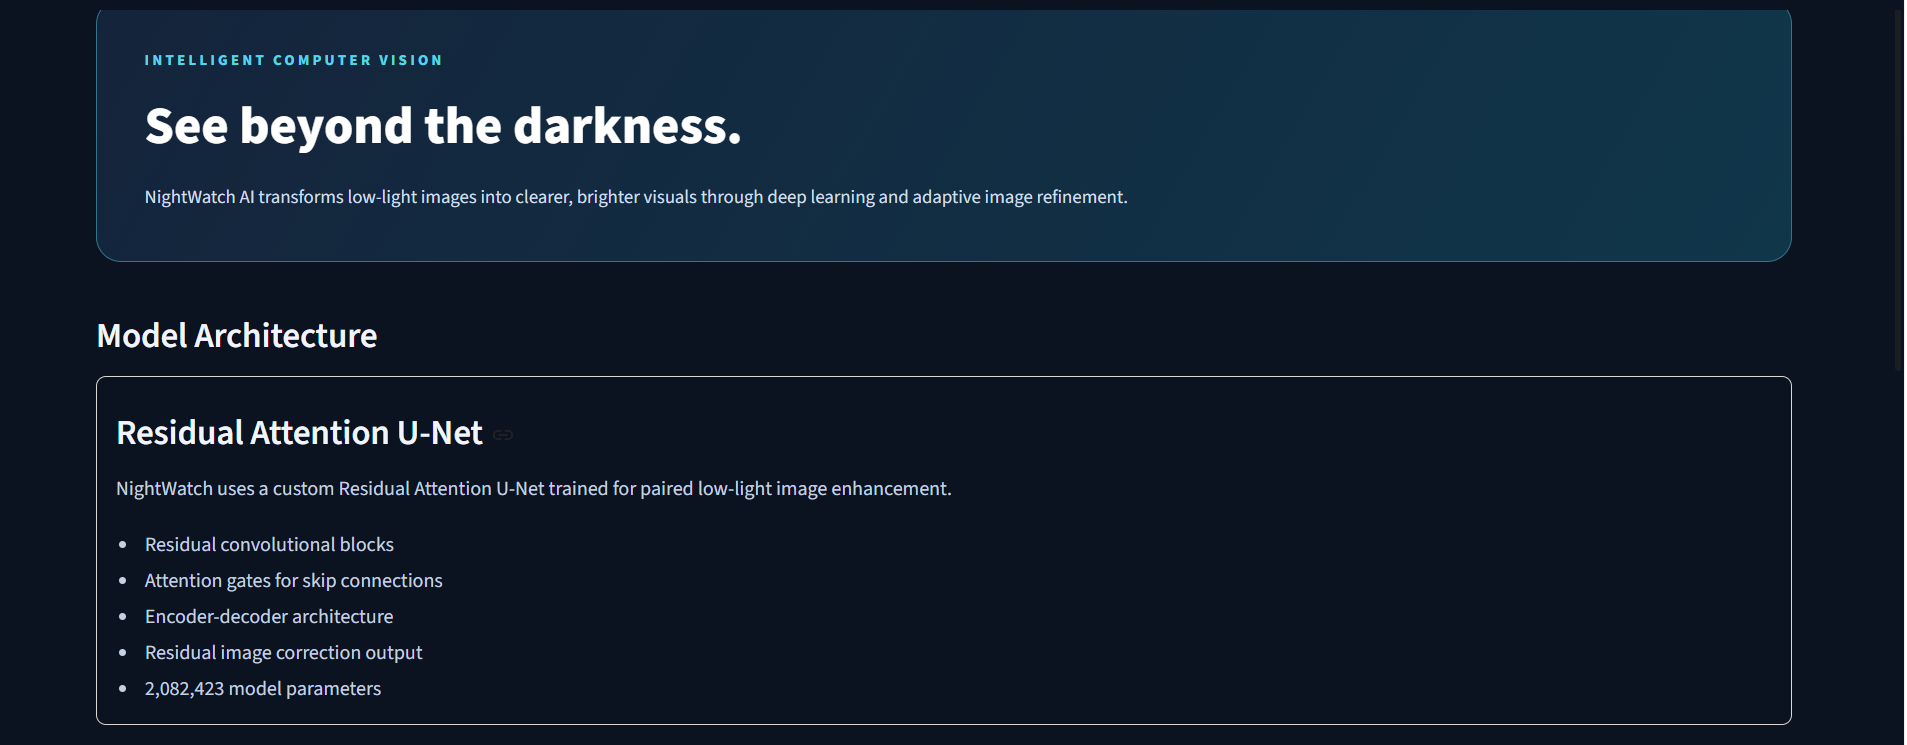 INTELLIGENT COMPUTER VISION
See beyond the darkness.
NightWatch AI transforms low-light images into clearer, brighter visuals through deep learning and adaptive image refinement.
Model Architecture
Residual Attention U-Net
NightWatch uses a custom Residual Attention U-Net trained for paired low-light image enhancement.
Residual convolutional blocks
Attention gates for skip connections
Encoder-decoder architecture
Residual image correction output
2,082,423 model parameters